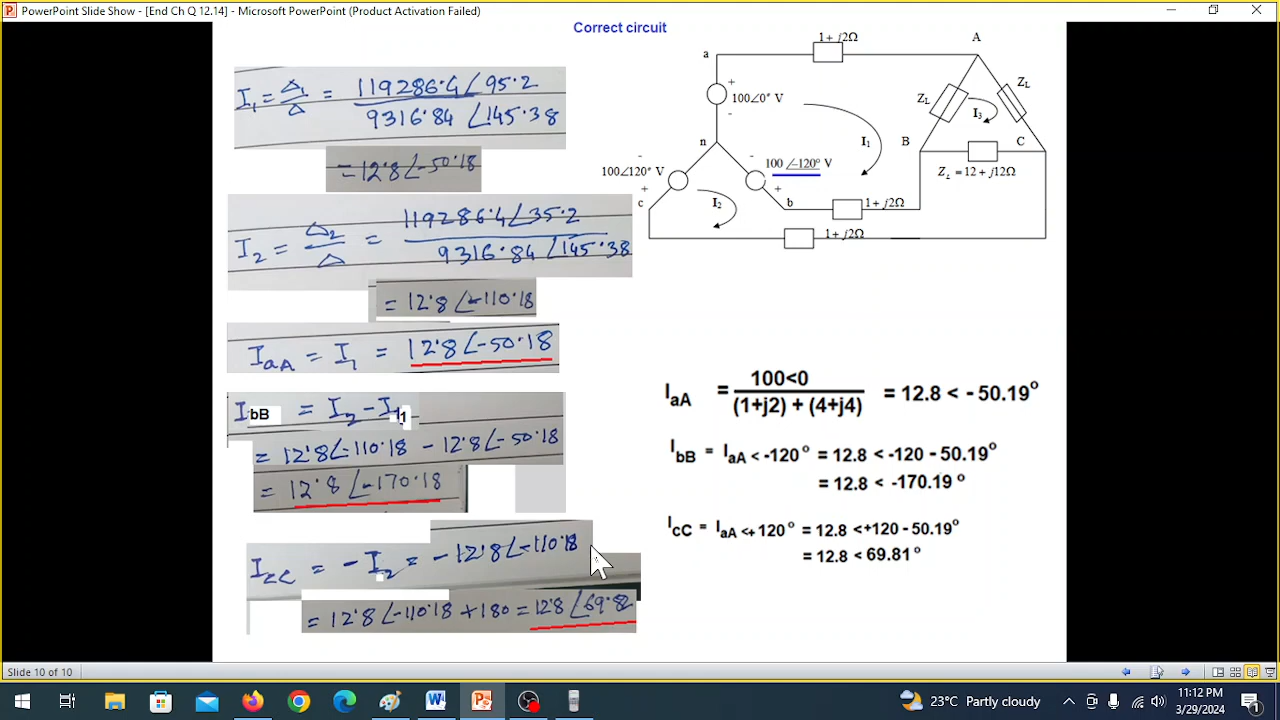 PowerPoint Slide Show - [End Ch Q 12.14] - Microsoft PowerPoint (Product Activation Failed)
Correct circuit
I₁ = Δ₁/Δ = 119286.4∠95.2 / 9316.84∠145.38
= 12.8∠-50.18
I₂ = Δ₂/Δ = 119286.4∠35.2 / 9316.84∠145.38
= 12.8∠-110.18
IaA = I₁ = 12.8∠-50.18
IbB = I₂ - I1
= 12.8∠-110.18 - 12.8∠-50.18
= 12.8∠-170.18
IcC = -I₂ = -12.8∠-110.18
= 12.8∠-110.18 + 180 = 12.8∠69.82
1+ j2Ω
A
a
+
100∠0° V
-
ZL
ZL
I3
n
I1
B
C
-
100∠120° V
+
c
-
100 ∠-120° V
+
b
I2
ZL = 12 + j12Ω
1+ j2Ω
1+ j2Ω
IaA = 100<0 / (1+j2) + (4+j4) = 12.8 < - 50.19°
IbB = IaA < -120° = 12.8 < -120 - 50.19°
= 12.8 < -170.19 °
IcC = IaA <+ 120° = 12.8 <+120 - 50.19°
= 12.8 < 69.81 °
Slide 10 of 10
23°C Partly cloudy
11:12 PM
3/29/2024
1